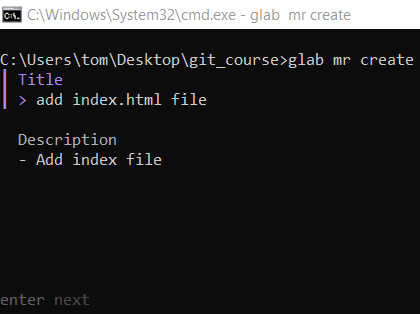 C:\Windows\System32\cmd.exe - glab  mr create
C:\Users\tom\Desktop\git_course>glab mr create
Title
> add index.html file
Description
- Add index file
enter next